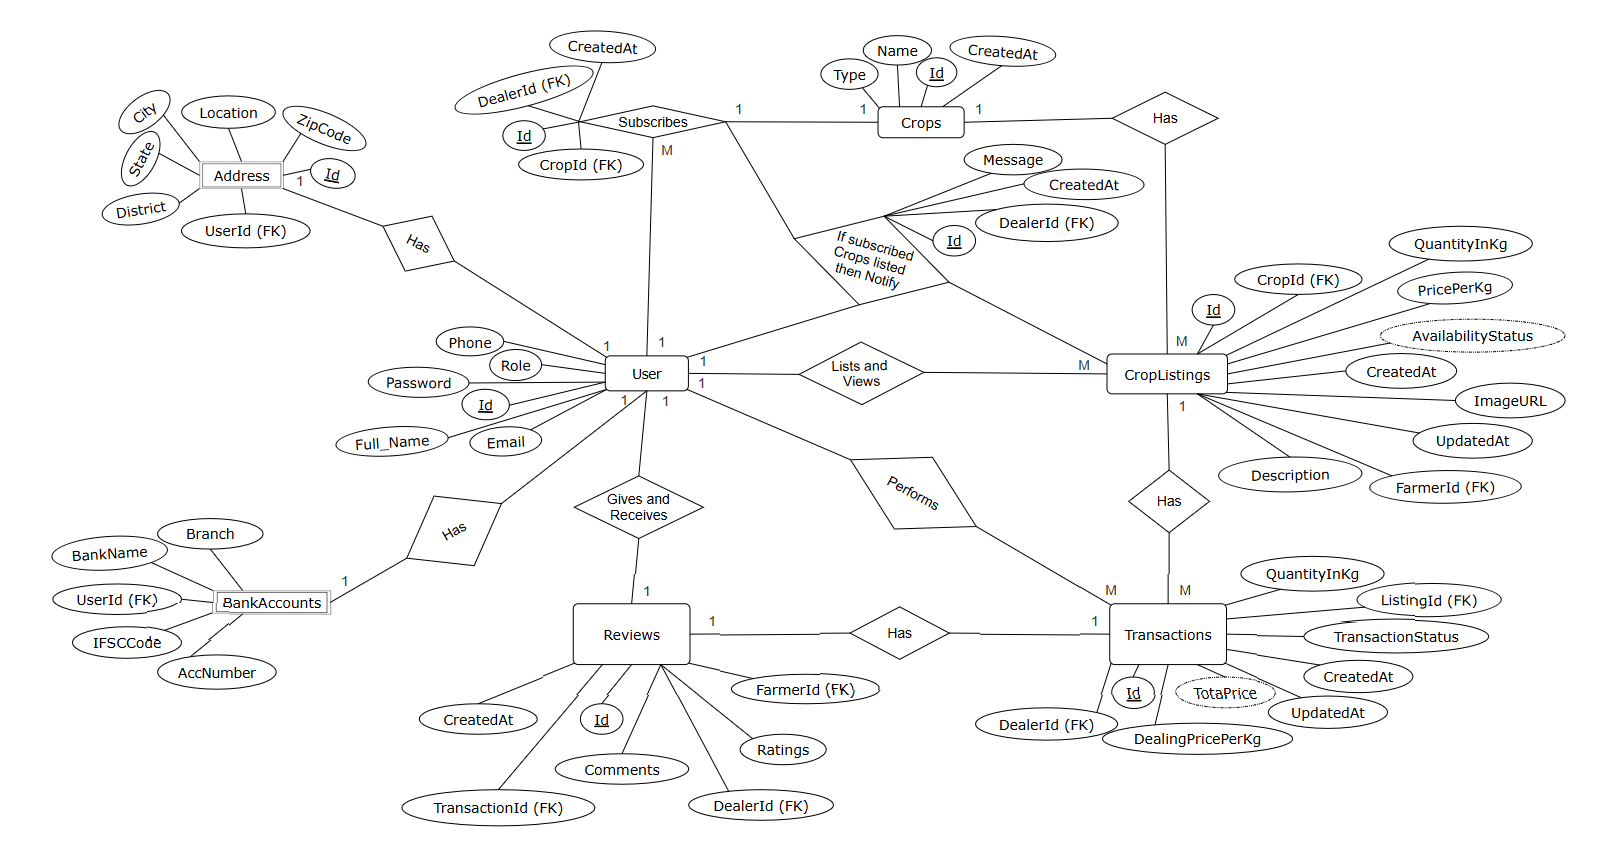 CreatedAt
DealerId (FK)
Id
CropId (FK)
Subscribes
1
M
Type
Name
Id
CreatedAt
1
Crops
1
Has
City
Location
ZipCode
State
Address
1
Id
District
UserId (FK)
Has
Message
CreatedAt
DealerId (FK)
Id
If subscribed
Crops listed
then Notify
QuantityInKg
CropId (FK)
PricePerKg
Id
AvailabilityStatus
CreatedAt
ImageURL
UpdatedAt
Description
FarmerId (FK)
M
M
CropListings
1
Phone
Role
Password
Id
Full_Name
Email
1
1
User
1
1
1
1
Lists and
Views
Has
Gives and
Receives
Performs
Has
Branch
BankName
UserId (FK)
BankAccounts
1
IFSCCode
AccNumber
1
Reviews
1
Has
1
M
M
Transactions
QuantityInKg
ListingId (FK)
TransactionStatus
CreatedAt
Id
TotaPrice
UpdatedAt
DealerId (FK)
DealingPricePerKg
FarmerId (FK)
CreatedAt
Id
Ratings
Comments
TransactionId (FK)
DealerId (FK)